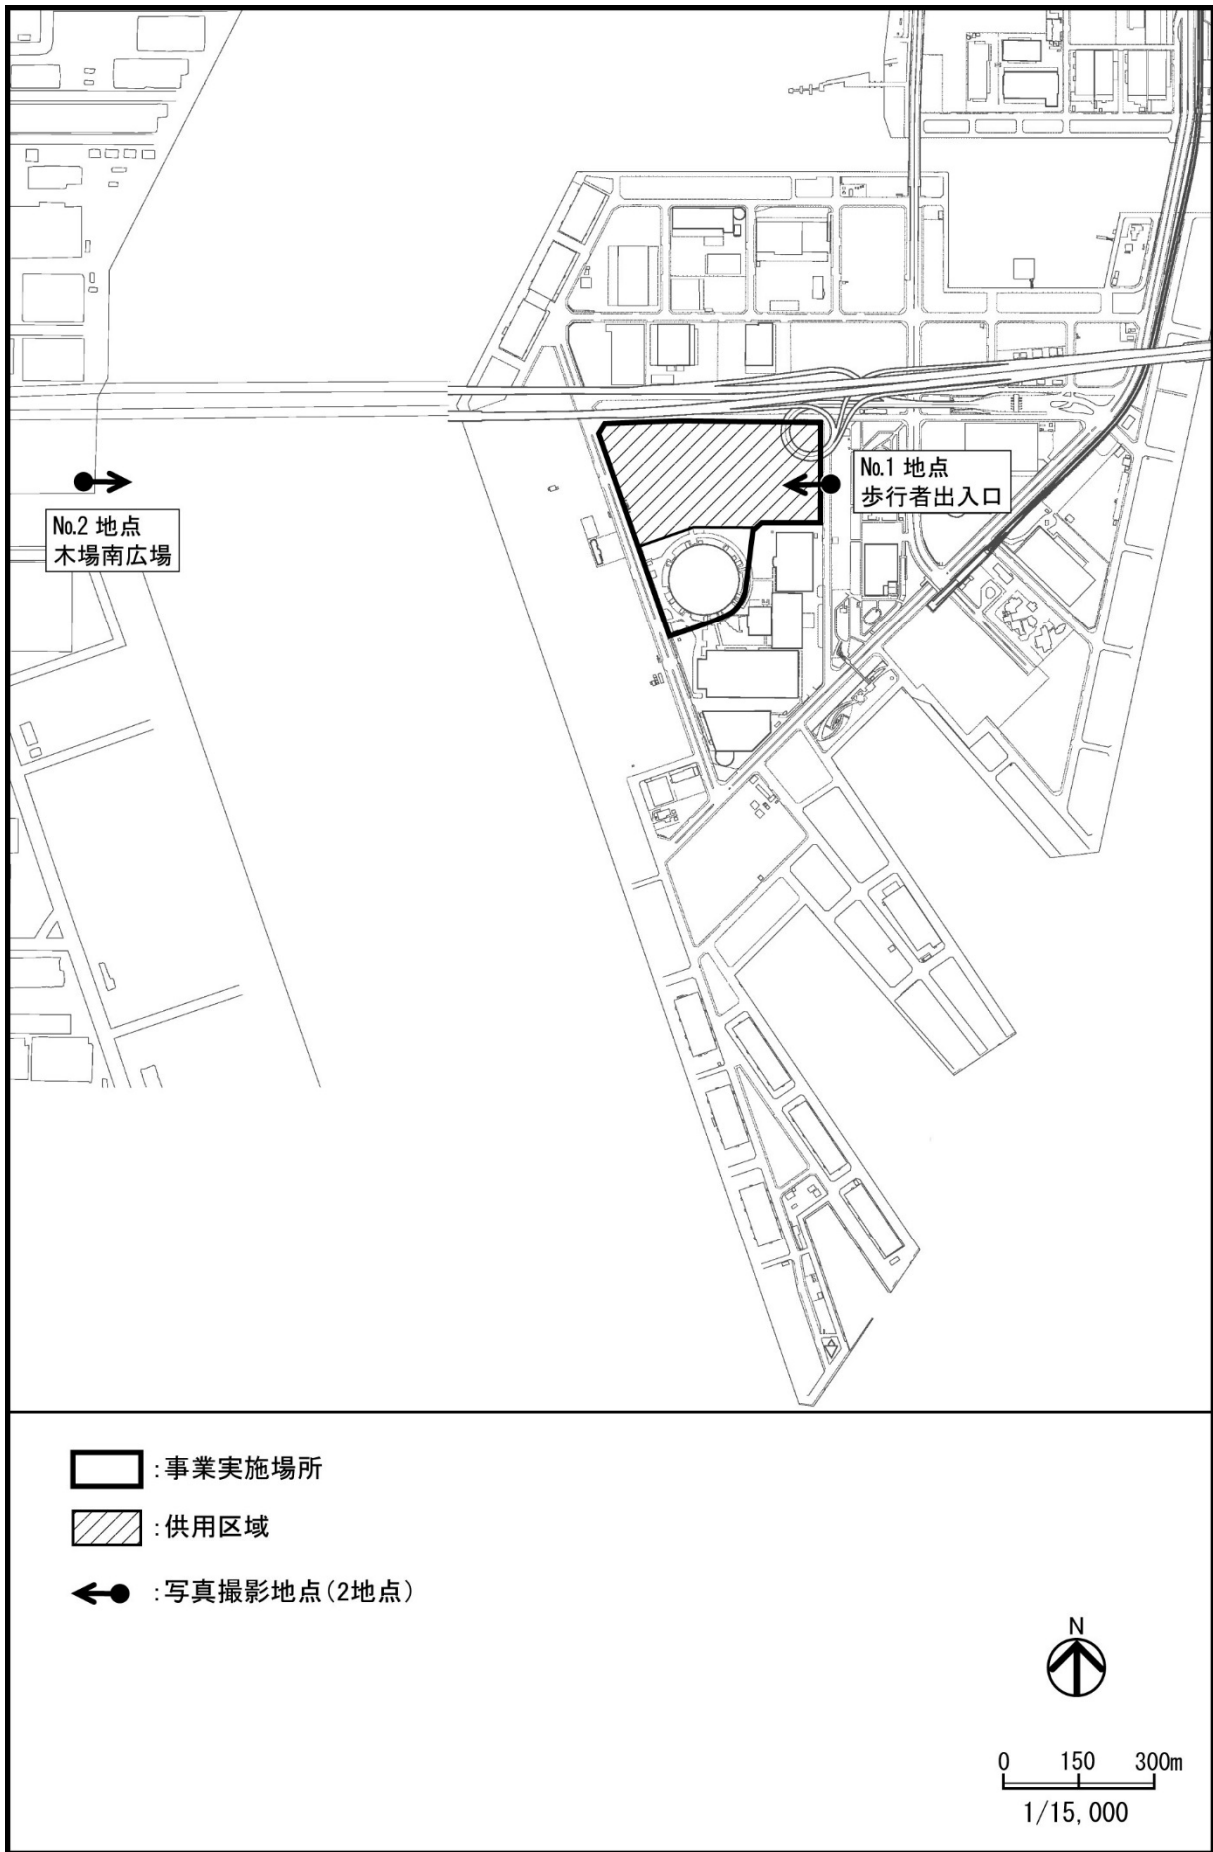 No.1 地点
歩行者出入口
No.2 地点
木場南広場
:事業実施場所
:供用区域
:写真撮影地点(2地点)
N
0 150 300m
1/15,000